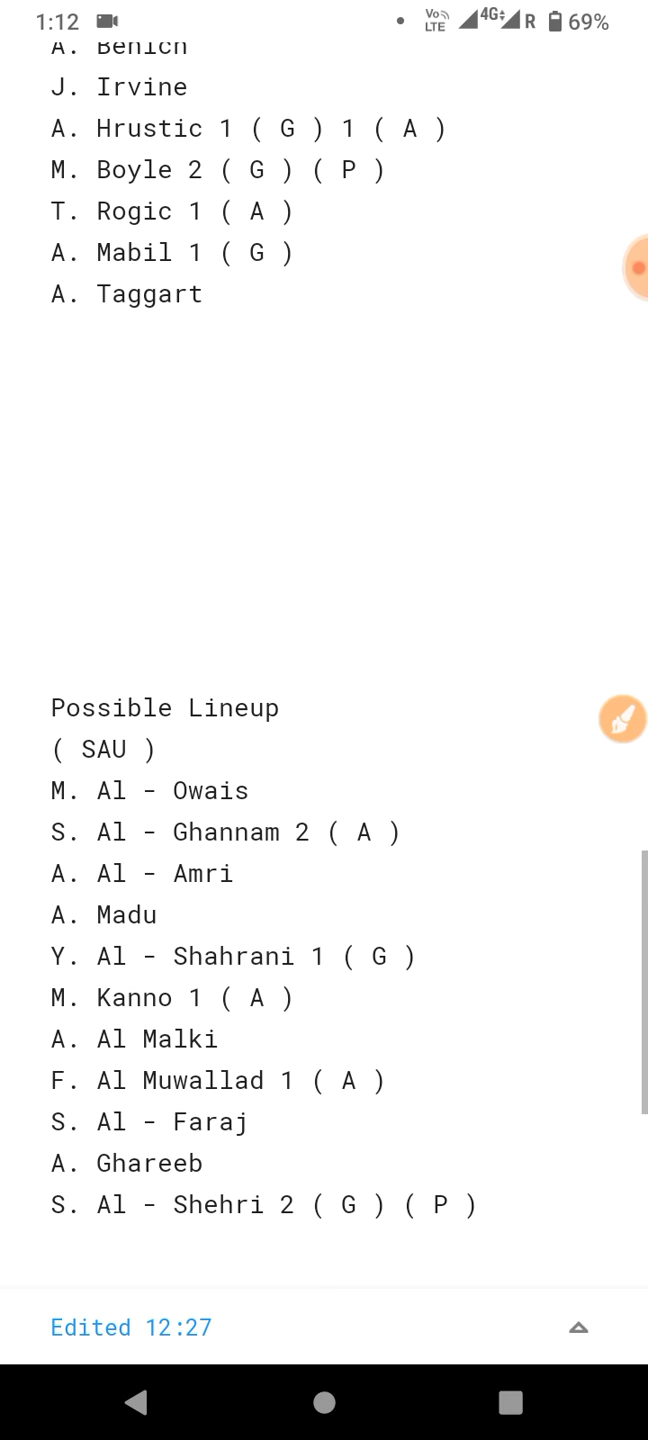 1:12
Vo LTE 4G R 69%
A. Behich
J. Irvine
A. Hrustic 1 ( G ) 1 ( A )
M. Boyle 2 ( G ) ( P )
T. Rogic 1 ( A )
A. Mabil 1 ( G )
A. Taggart
Possible Lineup
( SAU )
M. Al - Owais
S. Al - Ghannam 2 ( A )
A. Al - Amri
A. Madu
Y. Al - Shahrani 1 ( G )
M. Kanno 1 ( A )
A. Al Malki
F. Al Muwallad 1 ( A )
S. Al - Faraj
A. Ghareeb
S. Al - Shehri 2 ( G ) ( P )
Edited 12:27